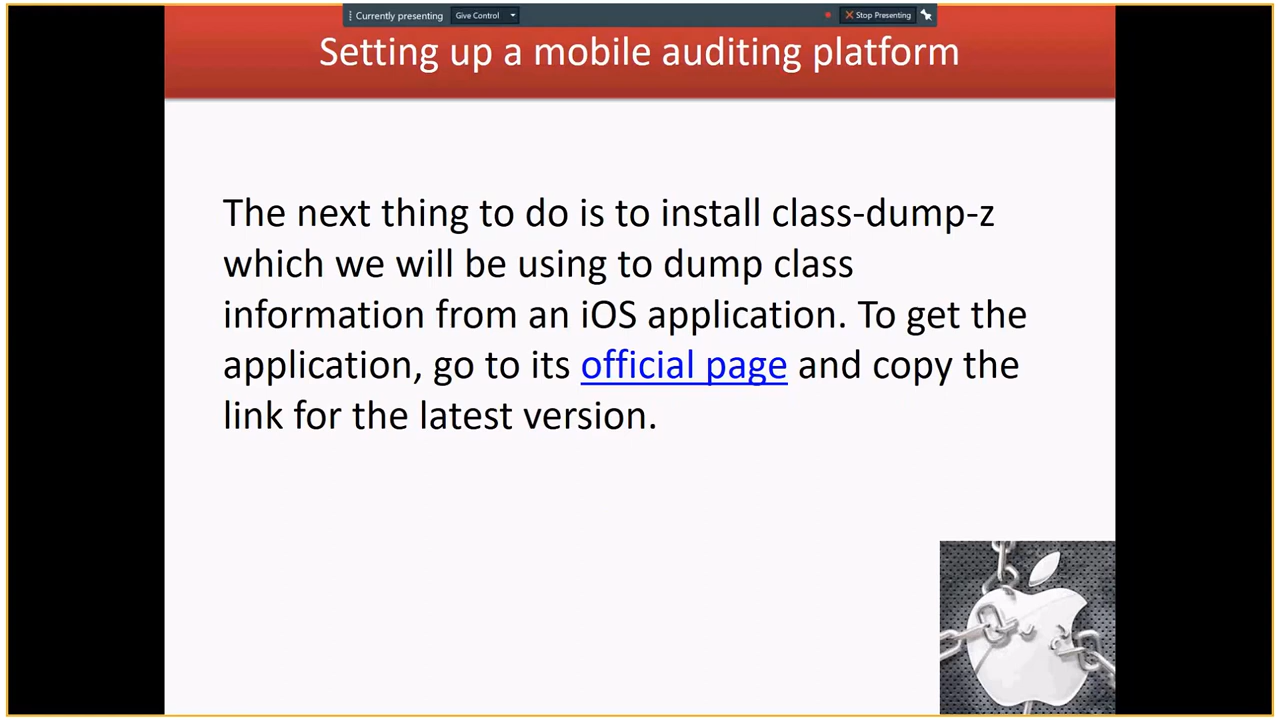 Currently presenting Give Control Stop Presenting
Setting up a mobile auditing platform
The next thing to do is to install class-dump-z
which we will be using to dump class
information from an iOS application. To get the
application, go to its official page and copy the
link for the latest version.